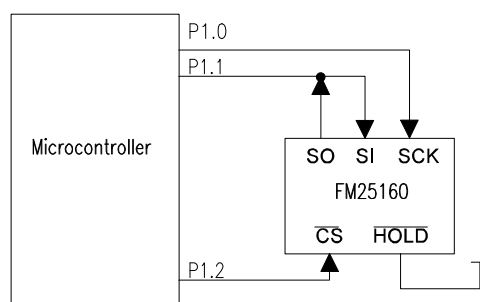 P1.0
P1.1
Microcontroller
SO SI SCK
FM25160
CS HOLD
P1.2